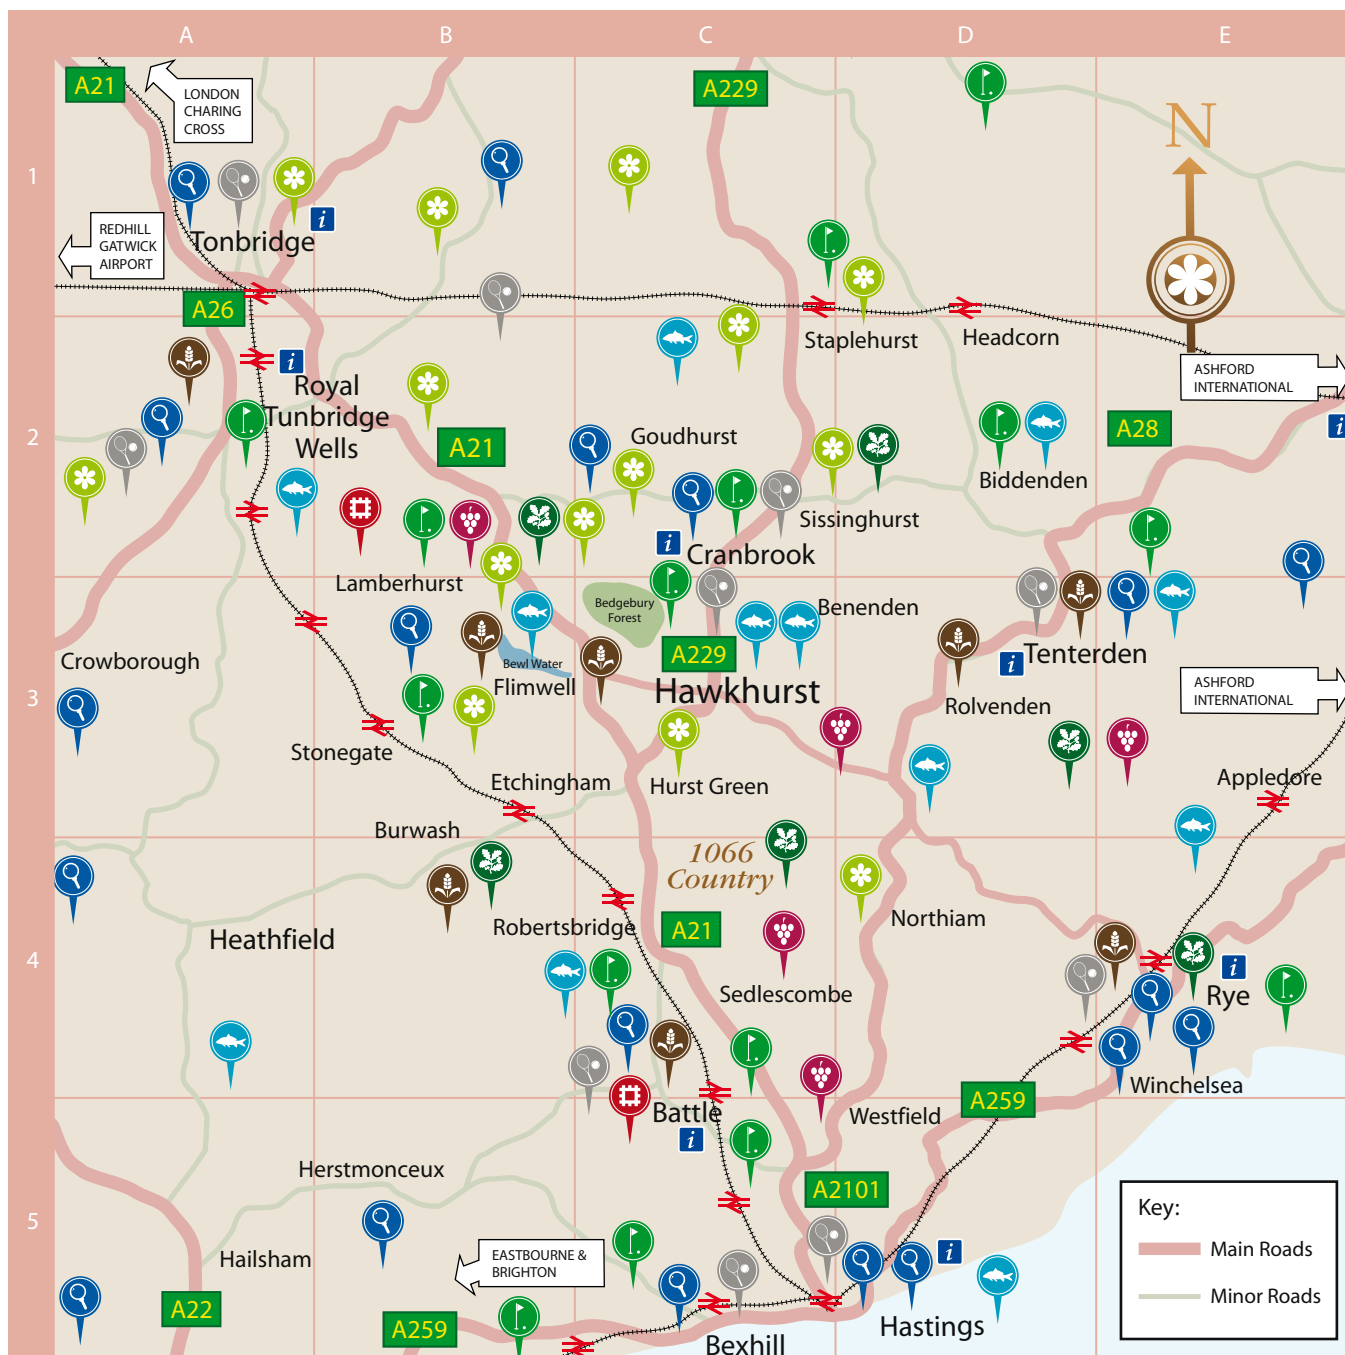 A
B
C
D
E
A21
LONDON
CHARING
CROSS
A229
N
1
REDHILL
GATWICK
AIRPORT
Tonbridge
i
A26
Staplehurst
Headcorn
ASHFORD
INTERNATIONAL
i
Royal
Tunbridge
Wells
2
A21
Goudhurst
A28
i
Biddenden
Sissinghurst
i
Cranbrook
Lamberhurst
Bedgebury
Forest
Benenden
A229
Crowborough
Bewl Water
Flimwell
Hawkhurst
i
Tenterden
ASHFORD
INTERNATIONAL
3
Rolvenden
Stonegate
Etchingham
Hurst Green
Appledore
Burwash
1066
Country
Robertsbridge
A21
Northiam
Heathfield
4
Sedlescombe
i
Rye
Winchelsea
A259
Battle
i
Westfield
Herstmonceux
A2101
5
Hailsham
EASTBOURNE &
BRIGHTON
i
A22
A259
Bexhill
Hastings
Key:
Main Roads
Minor Roads